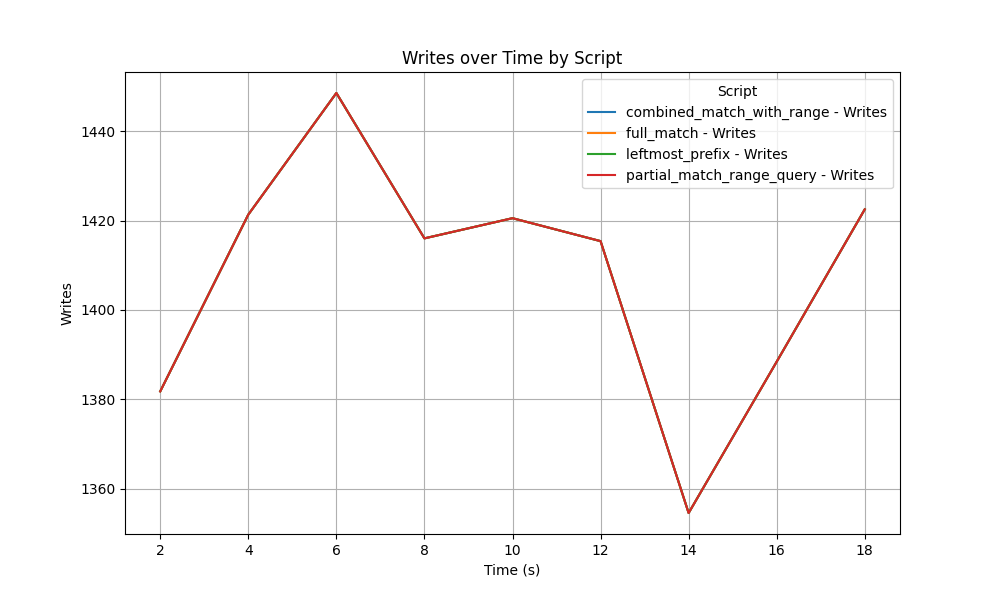 Writes over Time by Script
Script
combined_match_with_range - Writes
full_match - Writes
leftmost_prefix - Writes
partial_match_range_query - Writes
Writes
1440
1420
1400
1380
1360
2 4 6 8 10 12 14 16 18
Time (s)